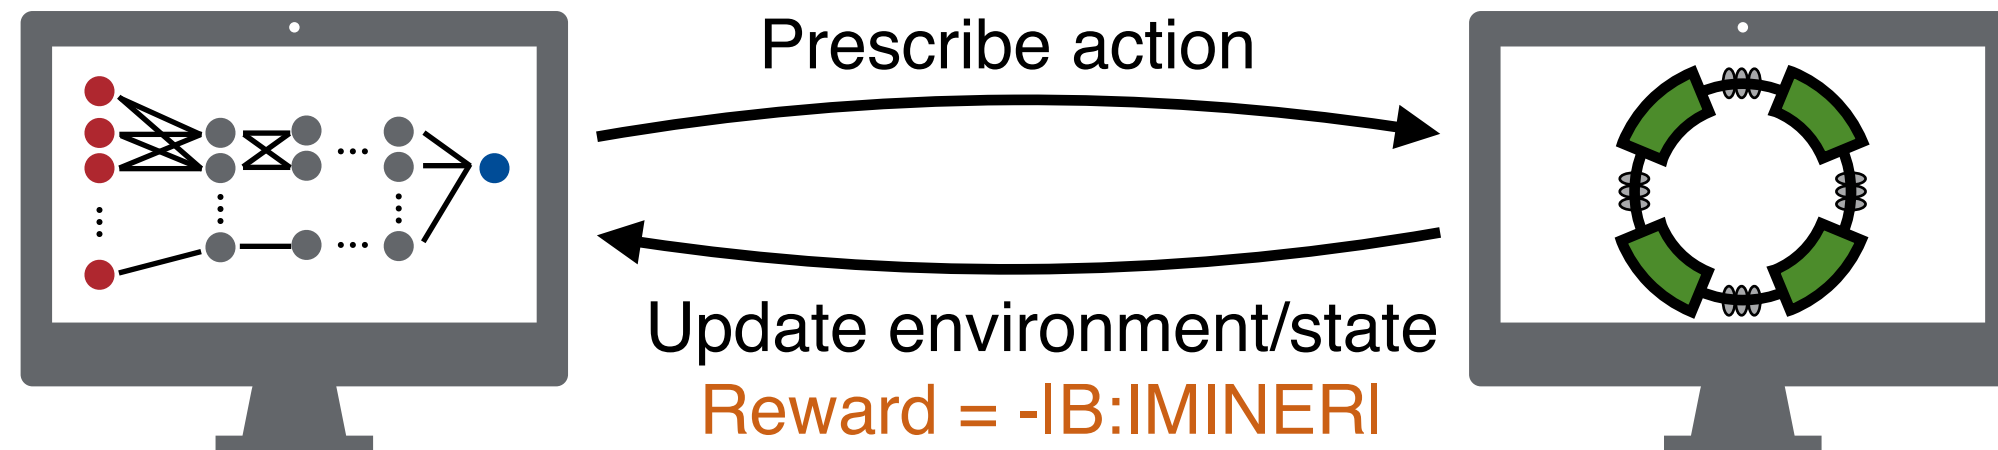 Prescribe action
Update environment/state
Reward = -|B:IMINER|